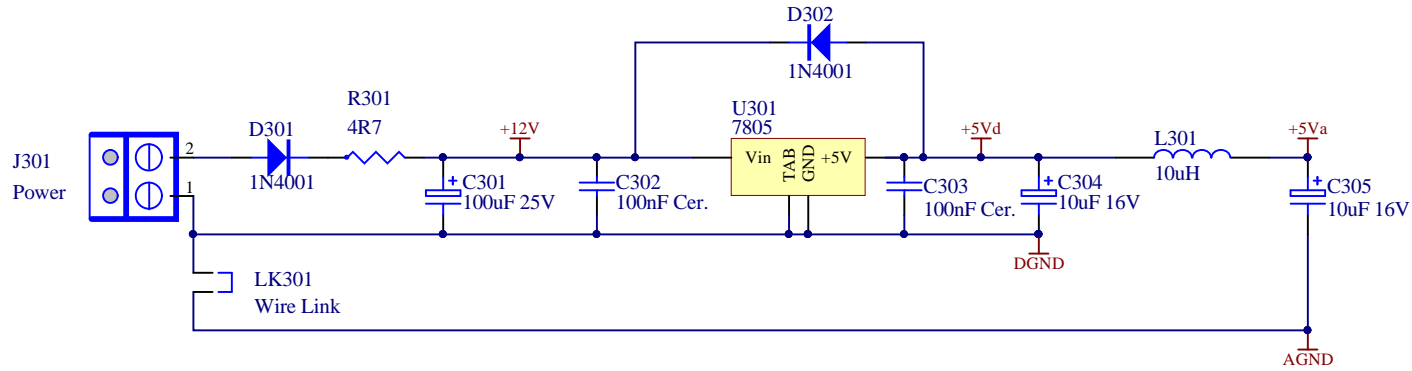 D302
1N4001
J301
Power
2
1
D301
1N4001
R301
4R7
+12V
C301
100uF 25V
C302
100nF Cer.
U301
7805
Vin
TAB
GND
+5V
+5Vd
C303
100nF Cer.
C304
10uF 16V
L301
10uH
+5Va
C305
10uF 16V
DGND
LK301
Wire Link
AGND